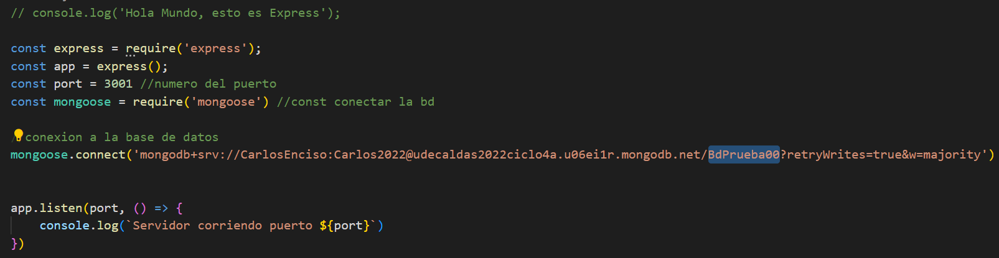 // console.log('Hola Mundo, esto es Express');
const express = require('express');
const app = express();
const port = 3001 //numero del puerto
const mongoose = require('mongoose') //const conectar la bd
/conexion a la base de datos
mongoose.connect('mongodb+srv://CarlosEnciso:Carlos2022@udecaldas2022ciclo4a.u06ei1r.mongodb.net/BdPrueba00?retryWrites=true&w=majority')
app.listen(port, () => {
    console.log(`Servidor corriendo puerto ${port}`)
})